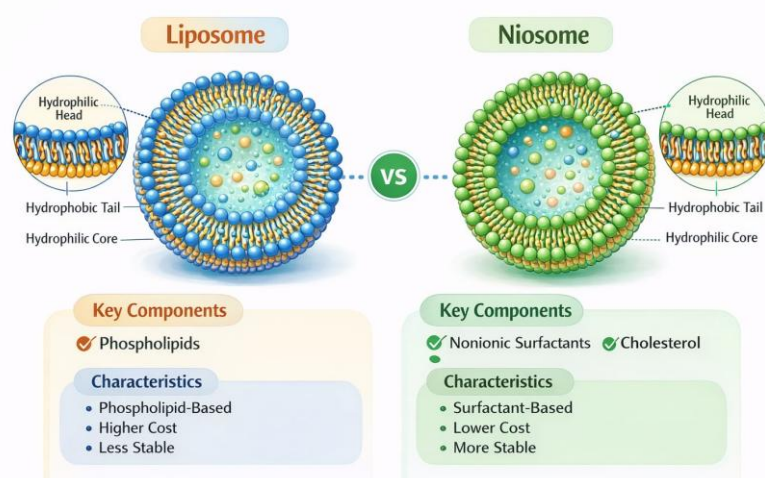 Liposome
Niosome
Hydrophilic
Head
Hydrophilic
Head
VS
Hydrophobic Tail
Hydrophilic Core
Hydrophobic Tail
Hydrophilic Core
Key Components
Phospholipids
Characteristics
Phospholipid-Based
Higher Cost
Less Stable
Key Components
Nonionic Surfactants Cholesterol
Characteristics
Surfactant-Based
Lower Cost
More Stable